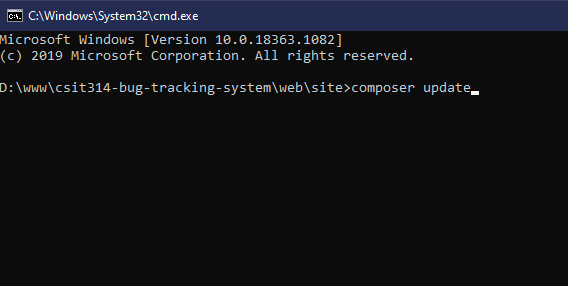 C:\Windows\System32\cmd.exe
Microsoft Windows [Version 10.0.18363.1082]
(c) 2019 Microsoft Corporation. All rights reserved.
D:\www\csit314-bug-tracking-system\web\site>composer update